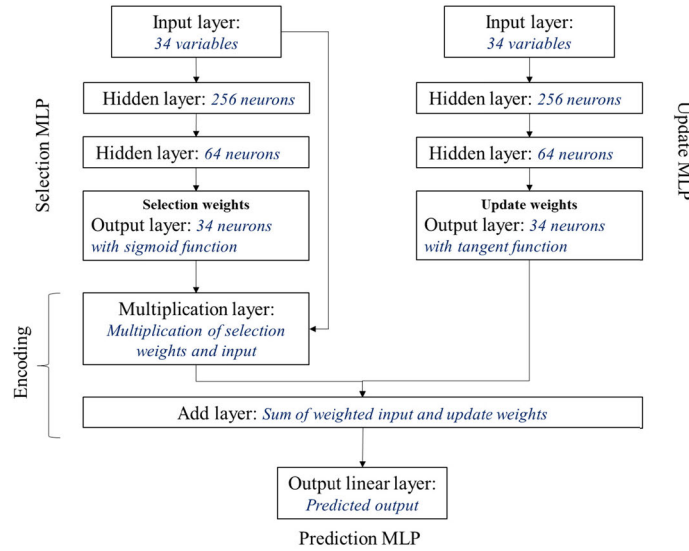 Input layer:
34 variables
Hidden layer: 256 neurons
Hidden layer: 64 neurons
Selection weights
Output layer: 34 neurons
with sigmoid function
Multiplication layer:
Multiplication of selection
weights and input
Selection MLP
Encoding
Input layer:
34 variables
Hidden layer: 256 neurons
Hidden layer: 64 neurons
Update weights
Output layer: 34 neurons
with tangent function
Update MLP
Add layer: Sum of weighted input and update weights
Output linear layer:
Predicted output
Prediction MLP